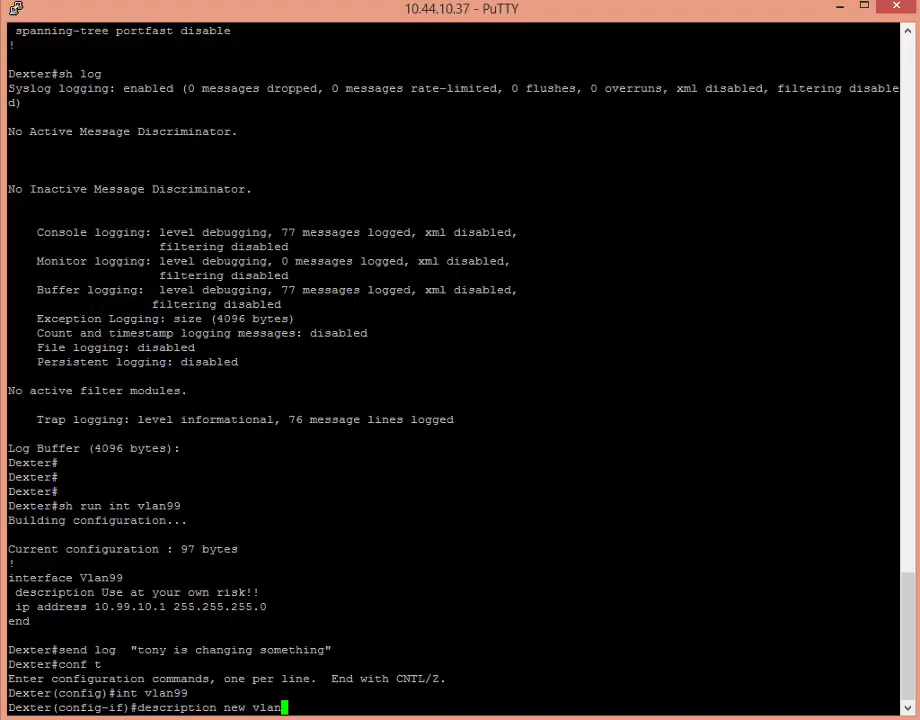 10.44.10.37 - PuTTY
spanning-tree portfast disable
!
Dexter#sh log
Syslog logging: enabled (0 messages dropped, 0 messages rate-limited, 0 flushes, 0 overruns, xml disabled, filtering disable
d)
No Active Message Discriminator.
No Inactive Message Discriminator.
Console logging: level debugging, 77 messages logged, xml disabled,
filtering disabled
Monitor logging: level debugging, 0 messages logged, xml disabled,
filtering disabled
Buffer logging:  level debugging, 77 messages logged, xml disabled,
filtering disabled
Exception Logging: size (4096 bytes)
Count and timestamp logging messages: disabled
File logging: disabled
Persistent logging: disabled
No active filter modules.
Trap logging: level informational, 76 message lines logged
Log Buffer (4096 bytes):
Dexter#
Dexter#
Dexter#
Dexter#sh run int vlan99
Building configuration...
Current configuration : 97 bytes
!
interface Vlan99
description Use at your own risk!!
ip address 10.99.10.1 255.255.255.0
end
Dexter#send log  "tony is changing something"
Dexter#conf t
Enter configuration commands, one per line.  End with CNTL/Z.
Dexter(config)#int vlan99
Dexter(config-if)#description new vlan